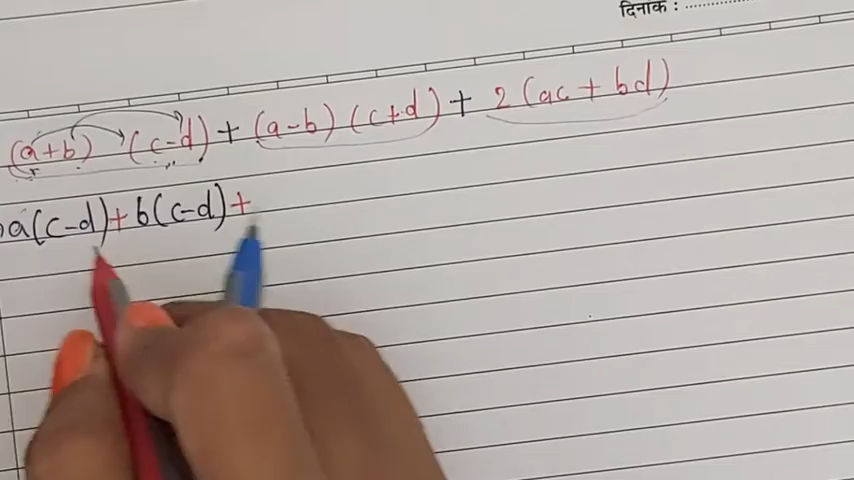 दिनांक : ..............
(a+b) (c-d) + (a-b) (c+d) + 2 (ac + bd)
a(c-d) + b(c-d) +